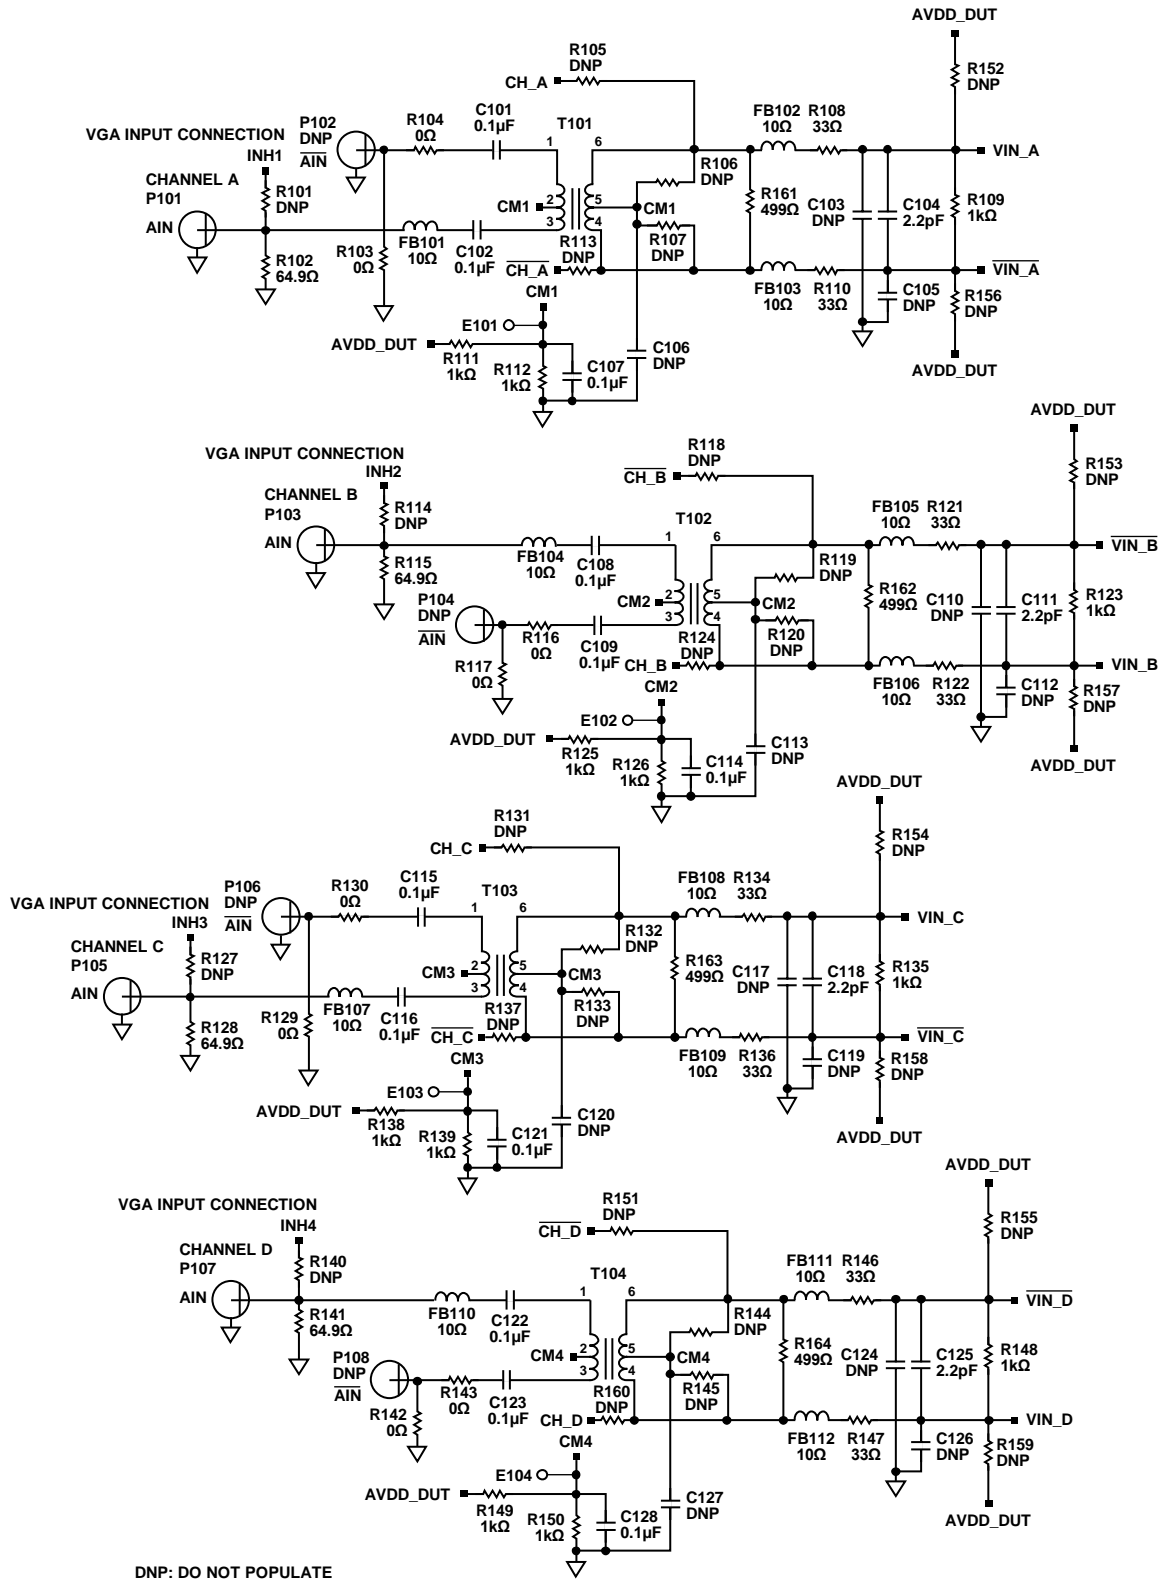 AVDD_DUT
R105
DNP
CH_A
R152
DNP
P102
DNP
AIN
R104
0Ω
C101
0.1µF
T101
1
6
FB102
10Ω
R108
33Ω
VIN_A
VGA INPUT CONNECTION
INH1
CHANNEL A
P101
AIN
R101
DNP
R106
DNP
R161
499Ω
C103
DNP
C104
2.2pF
R109
1kΩ
CM1
2
5
CM1
3
4
R102
64.9Ω
R103
0Ω
FB101
10Ω
C102
0.1µF
R113
DNP
R107
DNP
CH_A
FB103
10Ω
R110
33Ω
C105
DNP
VIN_A
R156
DNP
AVDD_DUT
CM1
E101
AVDD_DUT
R111
1kΩ
R112
1kΩ
C107
0.1µF
C106
DNP
AVDD_DUT
R118
DNP
CH_B
R153
DNP
VGA INPUT CONNECTION
INH2
CHANNEL B
P103
AIN
R114
DNP
R115
64.9Ω
FB104
10Ω
C108
0.1µF
T102
1
6
FB105
10Ω
R121
33Ω
VIN_B
R119
DNP
R162
499Ω
C110
DNP
C111
2.2pF
R123
1kΩ
P104
DNP
AIN
CM2
2
5
CM2
3
4
R116
0Ω
R117
0Ω
C109
0.1µF
R124
DNP
R120
DNP
CH_B
FB106
10Ω
R122
33Ω
C112
DNP
VIN_B
R157
DNP
AVDD_DUT
CM2
E102
AVDD_DUT
R125
1kΩ
R126
1kΩ
C114
0.1µF
C113
DNP
AVDD_DUT
R131
DNP
CH_C
R154
DNP
P106
DNP
AIN
R130
0Ω
C115
0.1µF
T103
1
6
FB108
10Ω
R134
33Ω
VIN_C
VGA INPUT CONNECTION
INH3
CHANNEL C
P105
AIN
R127
DNP
R132
DNP
R163
499Ω
C117
DNP
C118
2.2pF
R135
1kΩ
CM3
2
5
CM3
3
4
R128
64.9Ω
R129
0Ω
FB107
10Ω
C116
0.1µF
R137
DNP
R133
DNP
CH_C
FB109
10Ω
R136
33Ω
C119
DNP
VIN_C
R158
DNP
AVDD_DUT
CM3
E103
AVDD_DUT
R138
1kΩ
R139
1kΩ
C121
0.1µF
C120
DNP
AVDD_DUT
R151
DNP
CH_D
R155
DNP
VGA INPUT CONNECTION
INH4
CHANNEL D
P107
AIN
R140
DNP
R141
64.9Ω
FB110
10Ω
C122
0.1µF
T104
1
6
FB111
10Ω
R146
33Ω
VIN_D
R144
DNP
R164
499Ω
C124
DNP
C125
2.2pF
R148
1kΩ
P108
DNP
AIN
CM4
2
5
CM4
3
4
R143
0Ω
R142
0Ω
C123
0.1µF
R160
DNP
R145
DNP
CH_D
FB112
10Ω
R147
33Ω
C126
DNP
VIN_D
R159
DNP
AVDD_DUT
CM4
E104
AVDD_DUT
R149
1kΩ
R150
1kΩ
C128
0.1µF
C127
DNP
DNP: DO NOT POPULATE